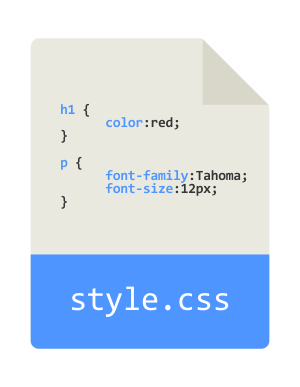 h1 {
color:red;
}
p {
font-family:Tahoma;
font-size:12px;
}
style.css